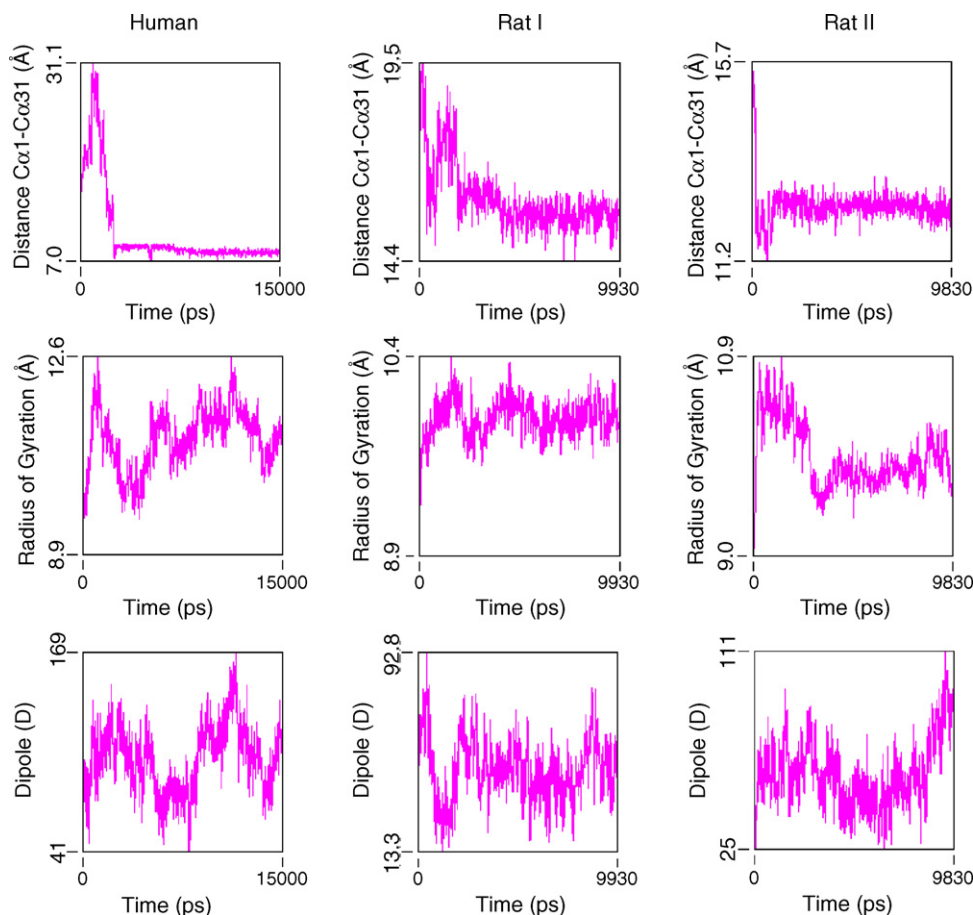 Human
Rat I
Rat II
Distance Cα1-Cα31 (Å)
31.1
7.0
0
15000
Time (ps)
Distance Cα1-Cα31 (Å)
19.5
14.4
0
9930
Time (ps)
Distance Cα1-Cα31 (Å)
15.7
11.2
0
9830
Time (ps)
Radius of Gyration (Å)
12.6
8.9
0
15000
Time (ps)
Radius of Gyration (Å)
10.4
8.9
0
9930
Time (ps)
Radius of Gyration (Å)
10.9
9.0
0
9830
Time (ps)
Dipole (D)
169
41
0
15000
Time (ps)
Dipole (D)
92.8
13.3
0
9930
Time (ps)
Dipole (D)
111
25
0
9830
Time (ps)